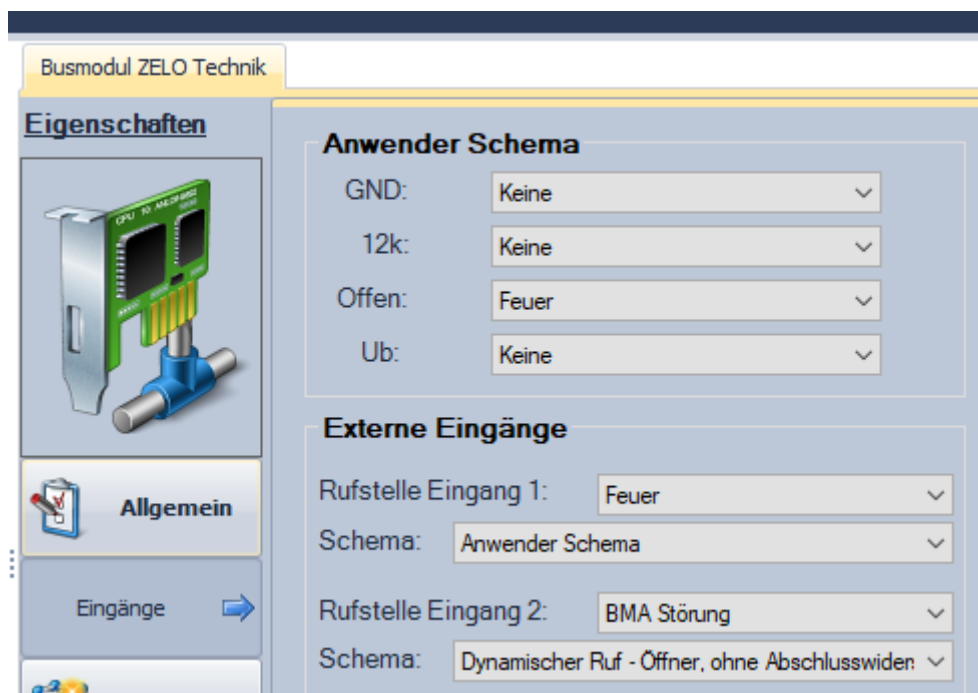 Busmodul ZELO Technik
Eigenschaften
Anwender Schema
GND: Keine
12k: Keine
Offen: Feuer
Ub: Keine
Externe Eingänge
Rufstelle Eingang 1: Feuer
Schema: Anwender Schema
Rufstelle Eingang 2: BMA Störung
Schema: Dynamischer Ruf - Öffner, ohne Abschlusswider
Allgemein
Eingänge